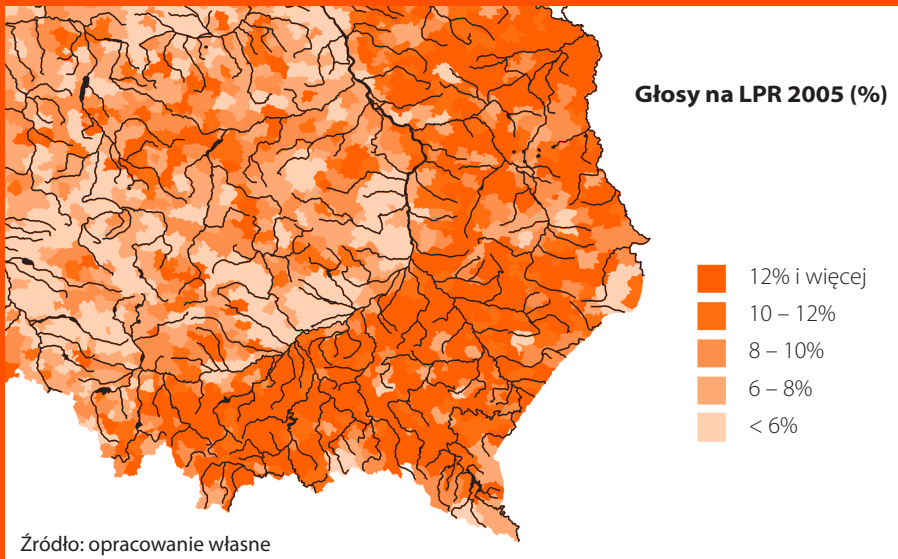 Głosy na LPR 2005 (%)
12% i więcej
10 – 12%
8 – 10%
6 – 8%
< 6%
Źródło: opracowanie własne